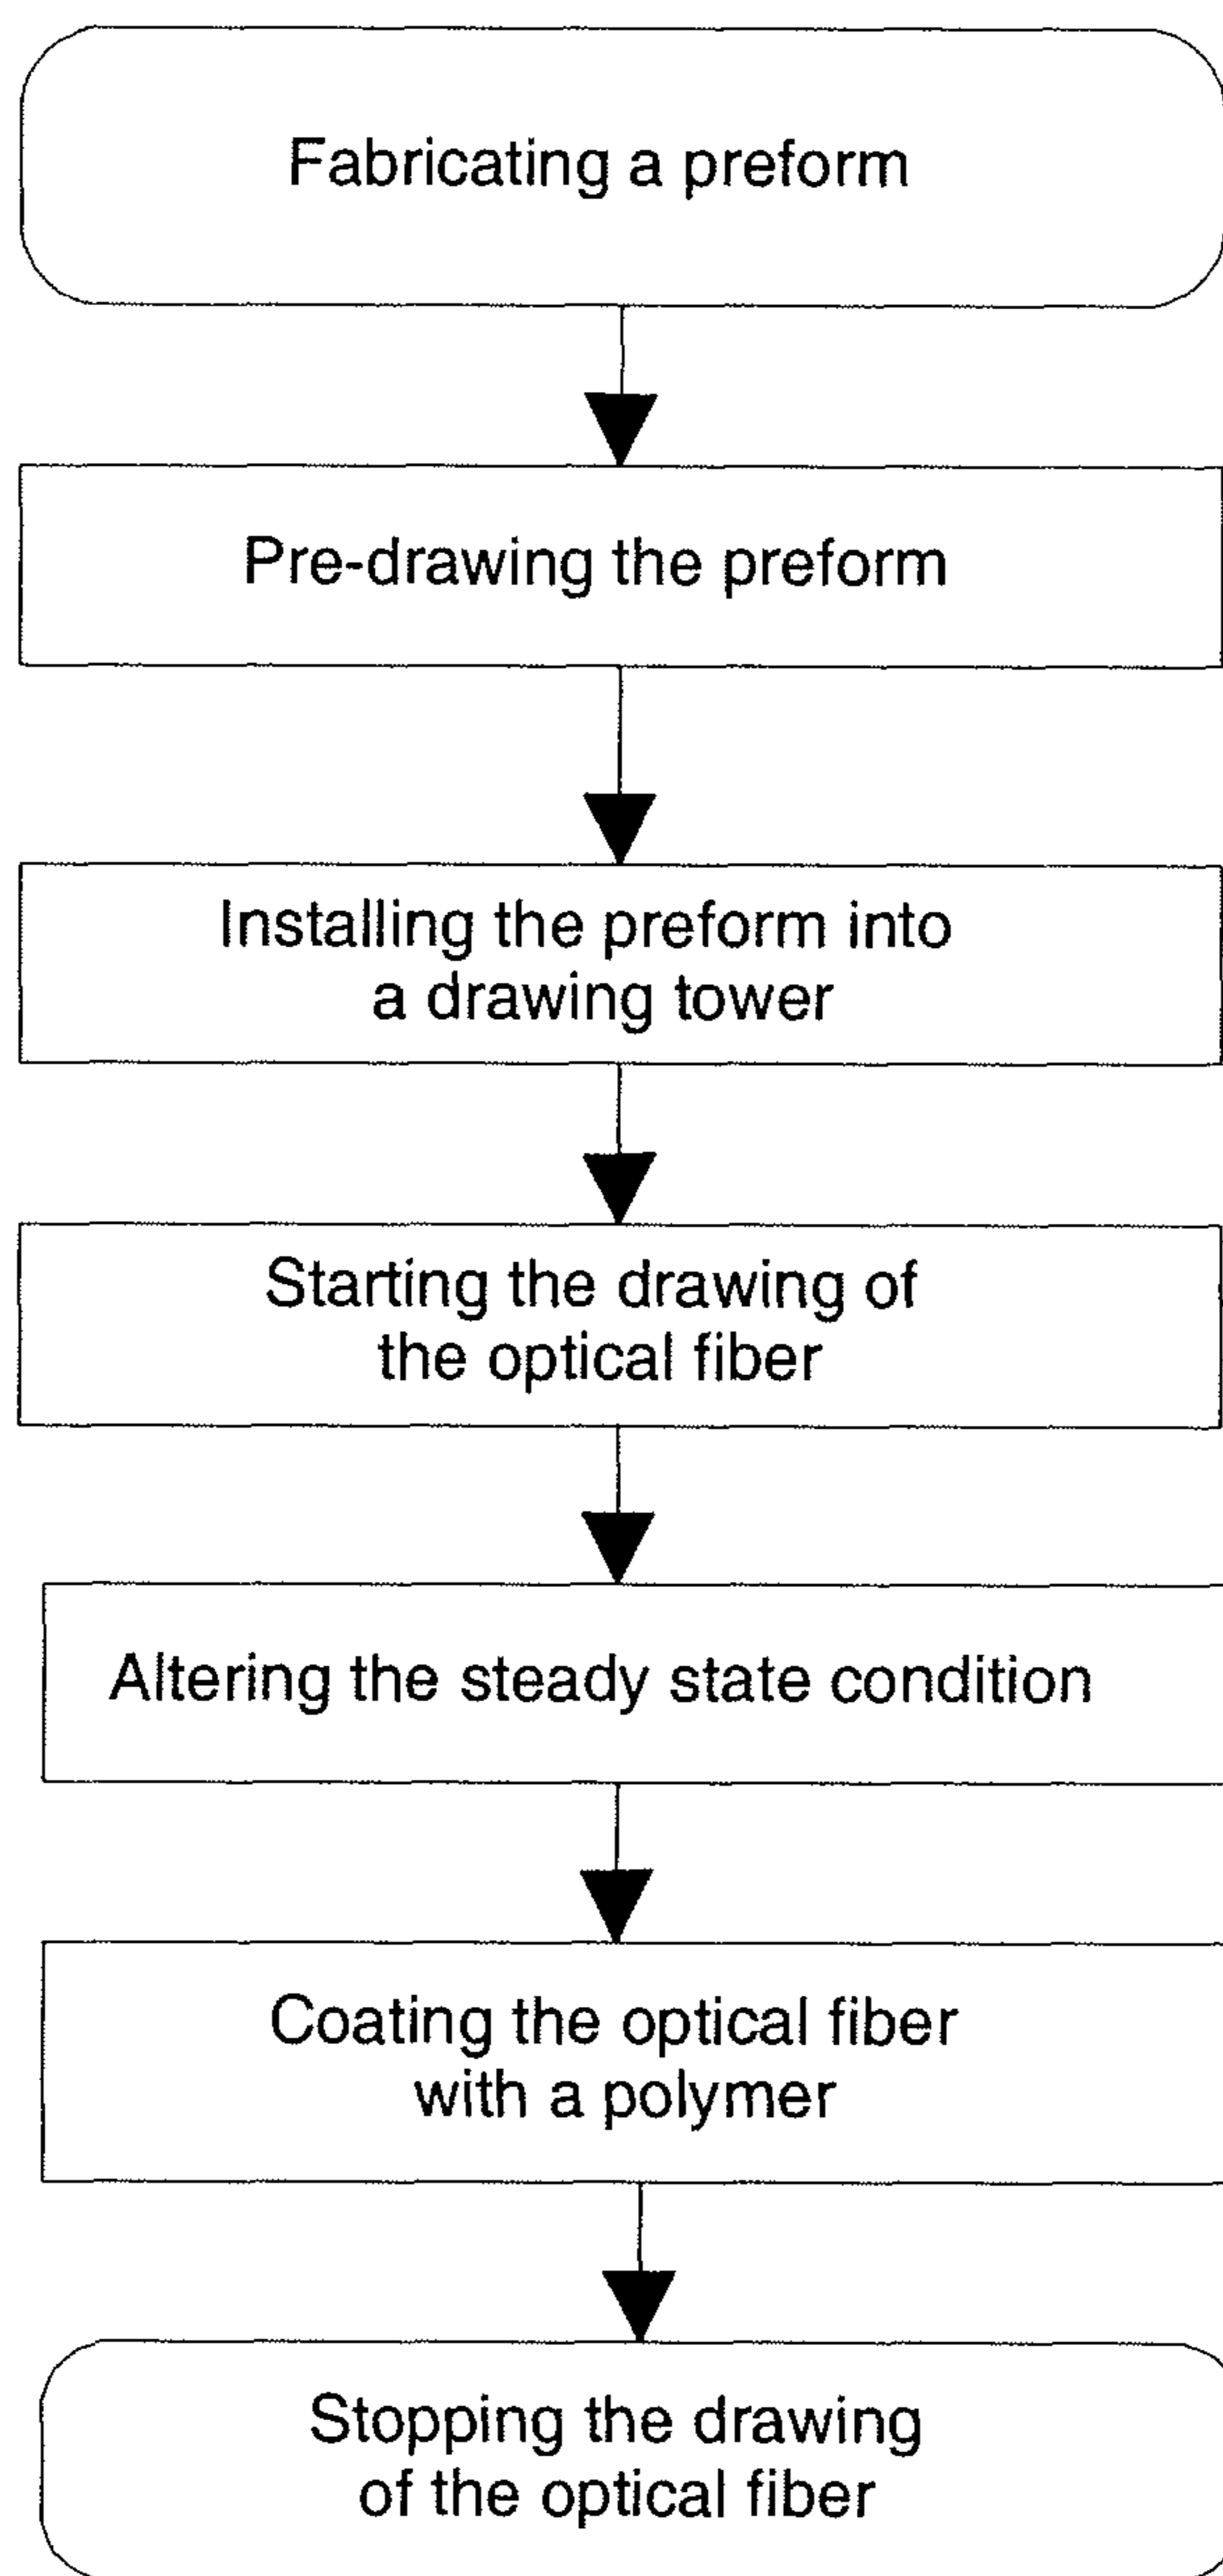 Fabricating a preform
Pre-drawing the preform
Installing the preform into
a drawing tower
Starting the drawing of
the optical fiber
Altering the steady state condition
Coating the optical fiber
with a polymer
Stopping the drawing
of the optical fiber